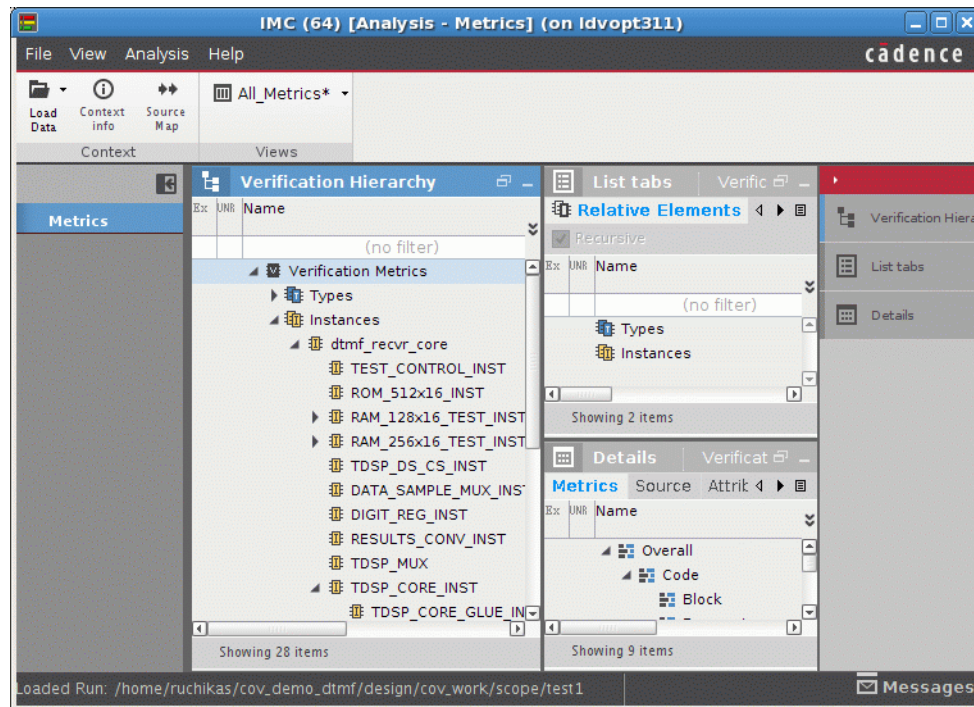 IMC (64) [Analysis - Metrics] (on ldvopt311)
File View Analysis Help
cādence
Load Data
Context info
Source Map
All_Metrics*
Context
Views
Metrics
Verification Hierarchy
Ex UNR Name
(no filter)
Verification Metrics
Types
Instances
dtmf_recvr_core
TEST_CONTROL_INST
ROM_512x16_INST
RAM_128x16_TEST_INST
RAM_256x16_TEST_INST
TDSP_DS_CS_INST
DATA_SAMPLE_MUX_INS
DIGIT_REG_INST
RESULTS_CONV_INST
TDSP_MUX
TDSP_CORE_INST
TDSP_CORE_GLUE_IN
Showing 28 items
List tabs Verific
Relative Elements
Recursive
Ex UNR Name
(no filter)
Types
Instances
Showing 2 items
Details Verificat
Metrics Source Attrib
Ex UNR Name
Overall
Code
Block
Showing 9 items
Verification Hiera
List tabs
Details
Loaded Run: /home/ruchikas/cov_demo_dtmf/design/cov_work/scope/test1
Messages